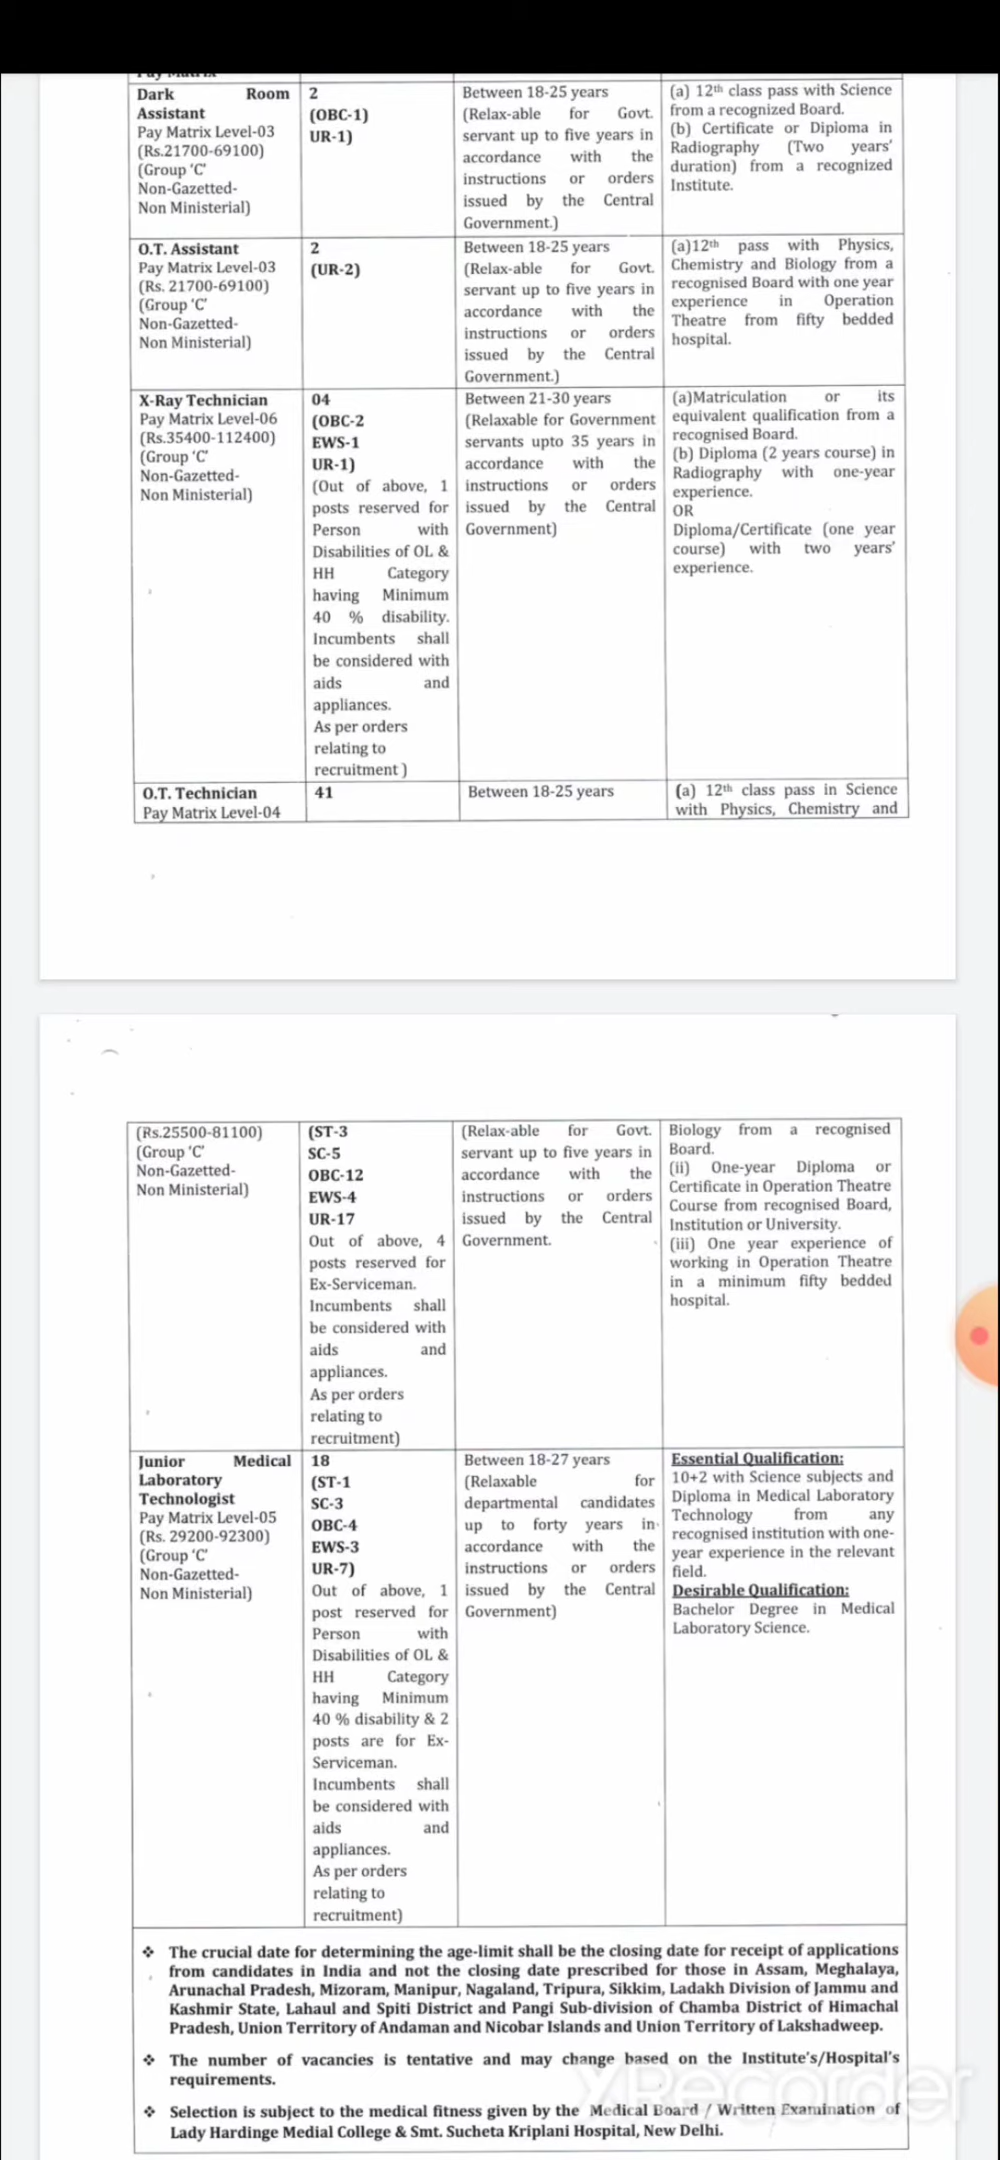 Pay Matrix
Dark Room
Assistant
Pay Matrix Level-03
(Rs.21700-69100)
(Group 'C'
Non-Gazetted-
Non Ministerial)
2
(OBC-1)
UR-1)
Between 18-25 years
(Relax-able for Govt.
servant up to five years in
accordance with the
instructions or orders
issued by the Central
Government.)
(a) 12th class pass with Science
from a recognized Board.
(b) Certificate or Diploma in
Radiography (Two years'
duration) from a recognized
Institute.
O.T. Assistant
Pay Matrix Level-03
(Rs. 21700-69100)
(Group 'C'
Non-Gazetted-
Non Ministerial)
2
(UR-2)
Between 18-25 years
(Relax-able for Govt.
servant up to five years in
accordance with the
instructions or orders
issued by the Central
Government.)
(a)12th pass with Physics,
Chemistry and Biology from a
recognised Board with one year
experience in Operation
Theatre from fifty bedded
hospital.
X-Ray Technician
Pay Matrix Level-06
(Rs.35400-112400)
(Group 'C'
Non-Gazetted-
Non Ministerial)
04
(OBC-2
EWS-1
UR-1)
(Out of above, 1
posts reserved for
Person with
Disabilities of OL &
HH Category
having Minimum
40 % disability.
Incumbents shall
be considered with
aids and
appliances.
As per orders
relating to
recruitment )
Between 21-30 years
(Relaxable for Government
servants upto 35 years in
accordance with the
instructions or orders
issued by the Central
Government)
(a)Matriculation or its
equivalent qualification from a
recognised Board.
(b) Diploma (2 years course) in
Radiography with one-year
experience.
OR
Diploma/Certificate (one year
course) with two years'
experience.
O.T. Technician
Pay Matrix Level-04
41
Between 18-25 years
(a) 12th class pass in Science
with Physics, Chemistry and
(Rs.25500-81100)
(Group 'C'
Non-Gazetted-
Non Ministerial)
(ST-3
SC-5
OBC-12
EWS-4
UR-17
Out of above, 4
posts reserved for
Ex-Serviceman.
Incumbents shall
be considered with
aids and
appliances.
As per orders
relating to
recruitment)
(Relax-able for Govt.
servant up to five years in
accordance with the
instructions or orders
issued by the Central
Government.
Biology from a recognised
Board.
(ii) One-year Diploma or
Certificate in Operation Theatre
Course from recognised Board,
Institution or University.
(iii) One year experience of
working in Operation Theatre
in a minimum fifty bedded
hospital.
Junior Medical
Laboratory
Technologist
Pay Matrix Level-05
(Rs. 29200-92300)
(Group 'C'
Non-Gazetted-
Non Ministerial)
18
(ST-1
SC-3
OBC-4
EWS-3
UR-7)
Out of above, 1
post reserved for
Person with
Disabilities of OL &
HH Category
having Minimum
40 % disability & 2
posts are for Ex-
Serviceman.
Incumbents shall
be considered with
aids and
appliances.
As per orders
relating to
recruitment)
Between 18-27 years
(Relaxable for
departmental candidates
up to forty years in
accordance with the
instructions or orders
issued by the Central
Government)
Essential Qualification:
10+2 with Science subjects and
Diploma in Medical Laboratory
Technology from any
recognised institution with one-
year experience in the relevant
field.
Desirable Qualification:
Bachelor Degree in Medical
Laboratory Science.
❖ The crucial date for determining the age-limit shall be the closing date for receipt of applications
from candidates in India and not the closing date prescribed for those in Assam, Meghalaya,
Arunachal Pradesh, Mizoram, Manipur, Nagaland, Tripura, Sikkim, Ladakh Division of Jammu and
Kashmir State, Lahaul and Spiti District and Pangi Sub-division of Chamba District of Himachal
Pradesh, Union Territory of Andaman and Nicobar Islands and Union Territory of Lakshadweep.
❖ The number of vacancies is tentative and may change based on the Institute's/Hospital's
requirements.
❖ Selection is subject to the medical fitness given by the Medical Board / Written Examination of
Lady Hardinge Medial College & Smt. Sucheta Kriplani Hospital, New Delhi.
XRecorder